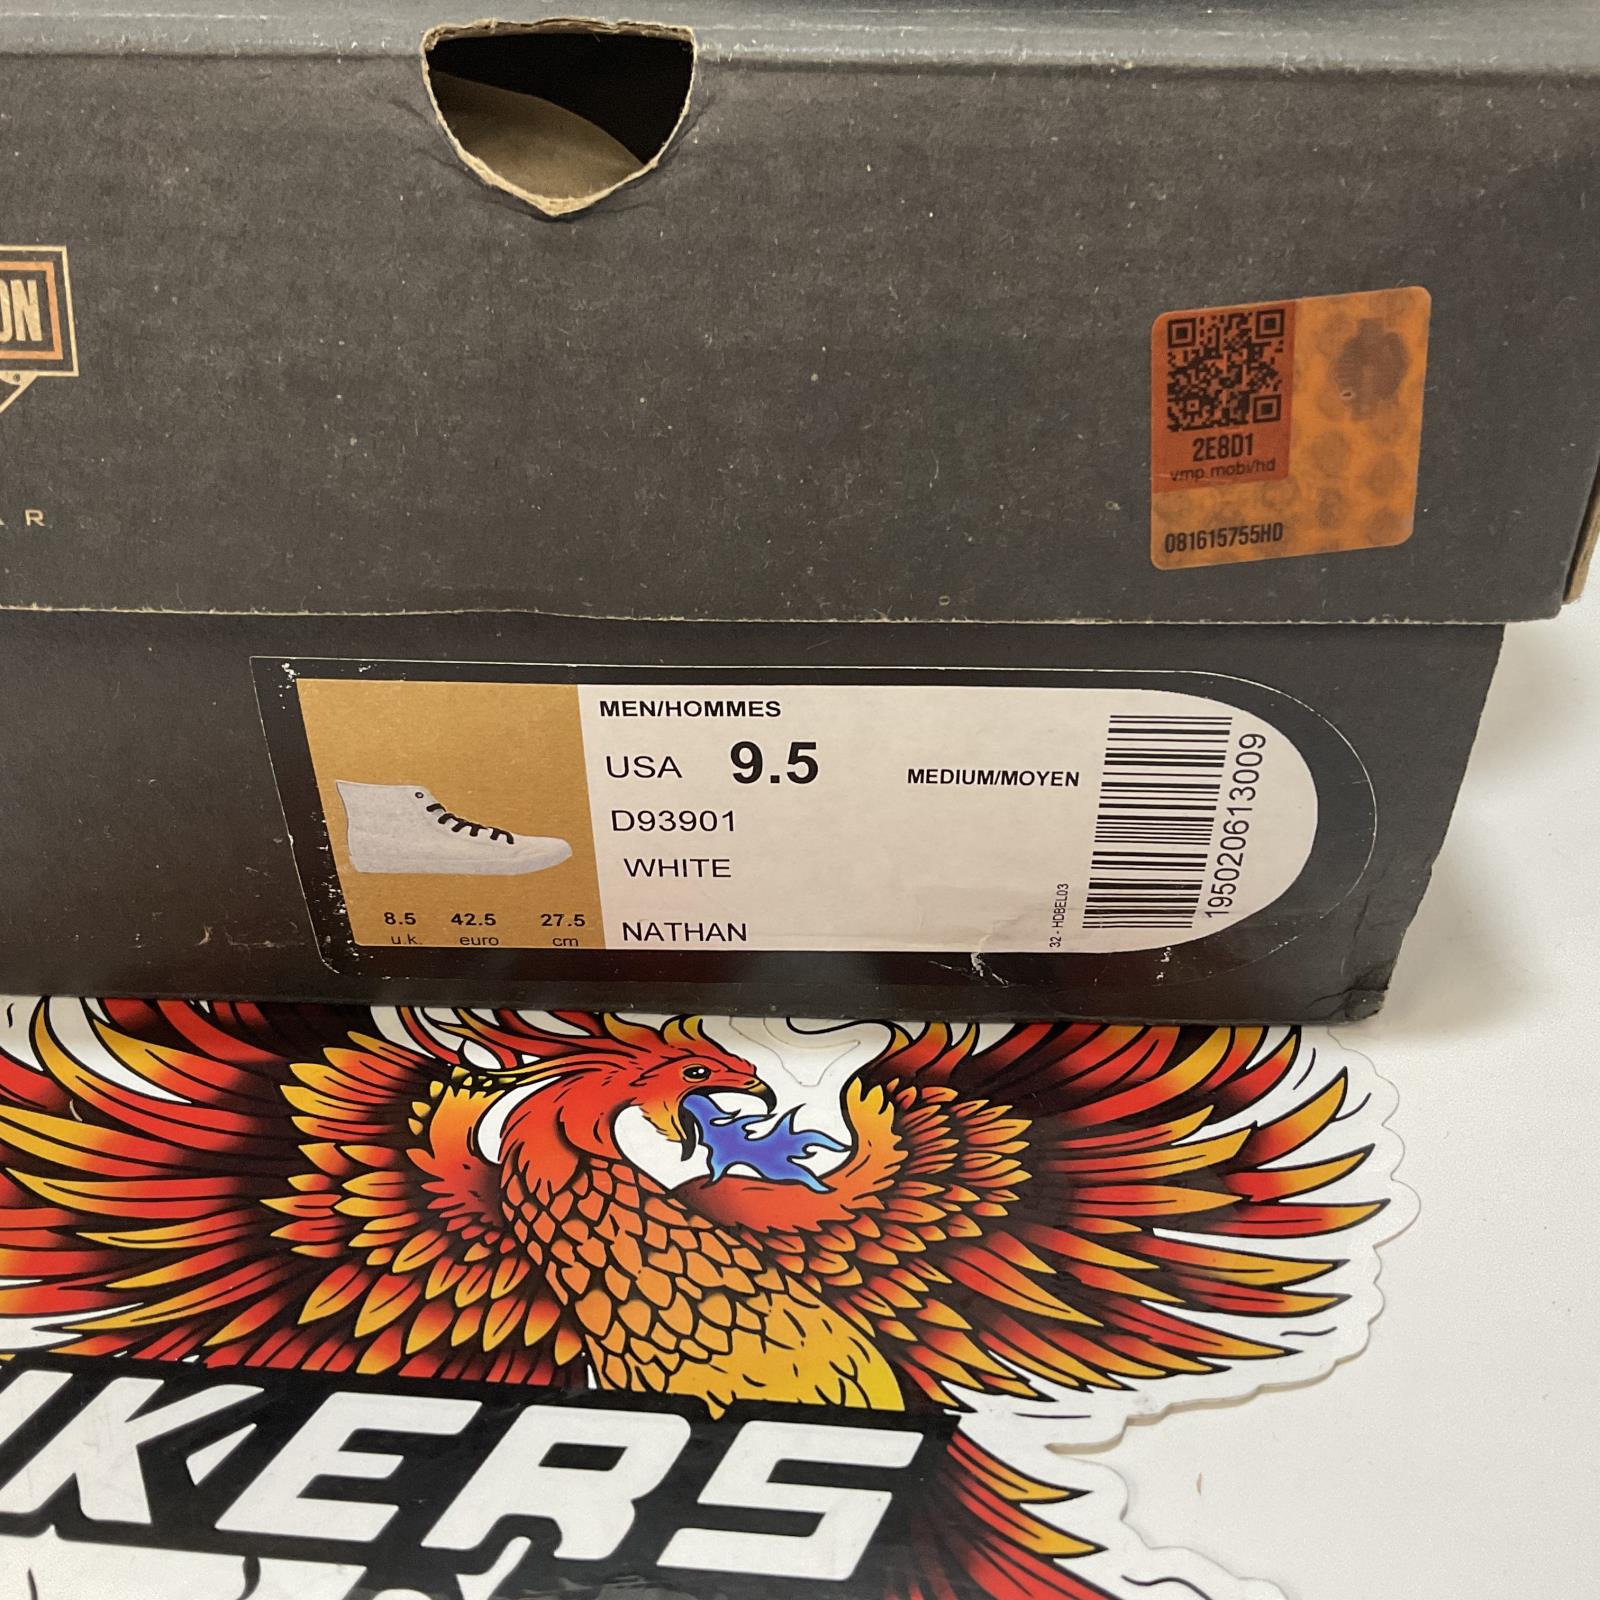 ON
AR
2E8D1
vmp.mobi/hd
081615755HD
MEN/HOMMES
USA 9.5
MEDIUM/MOYEN
D93901
WHITE
NATHAN
8.5 42.5 27.5
u.k. euro cm
32 - HDBEL03
195020613009
IKERS